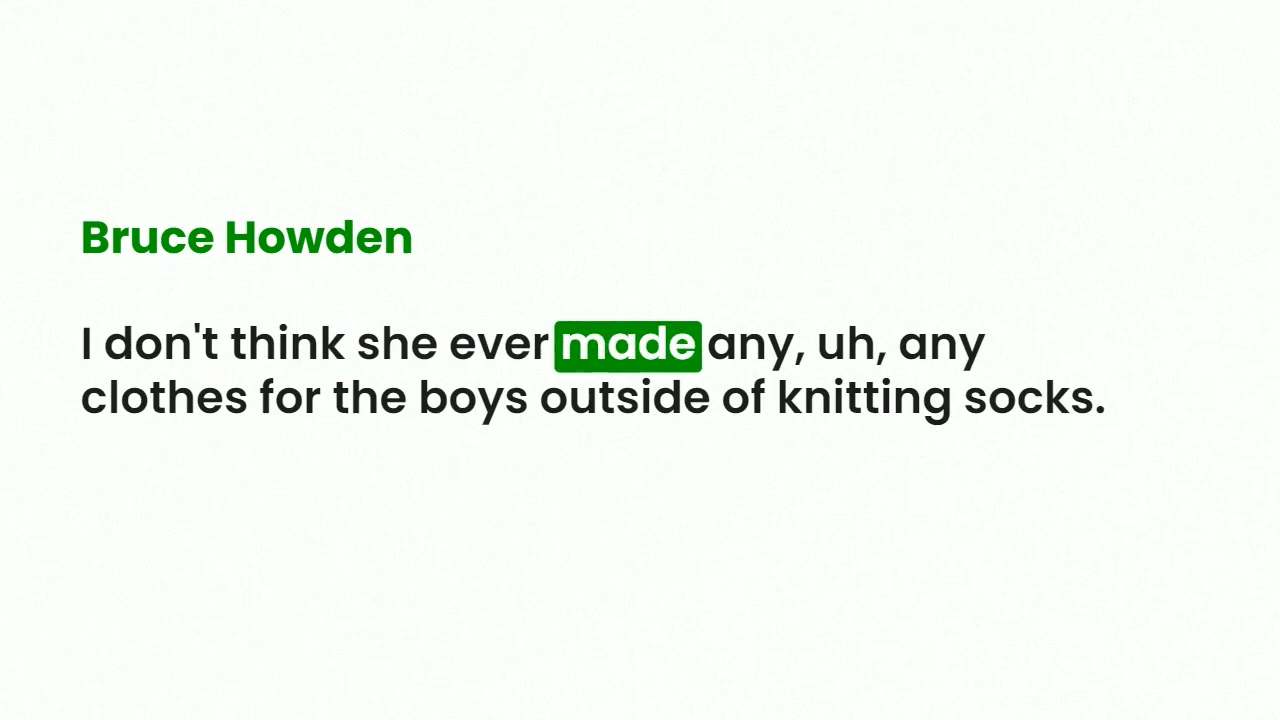 Bruce Howden
I don't think she ever made any, uh, any
clothes for the boys outside of knitting socks.